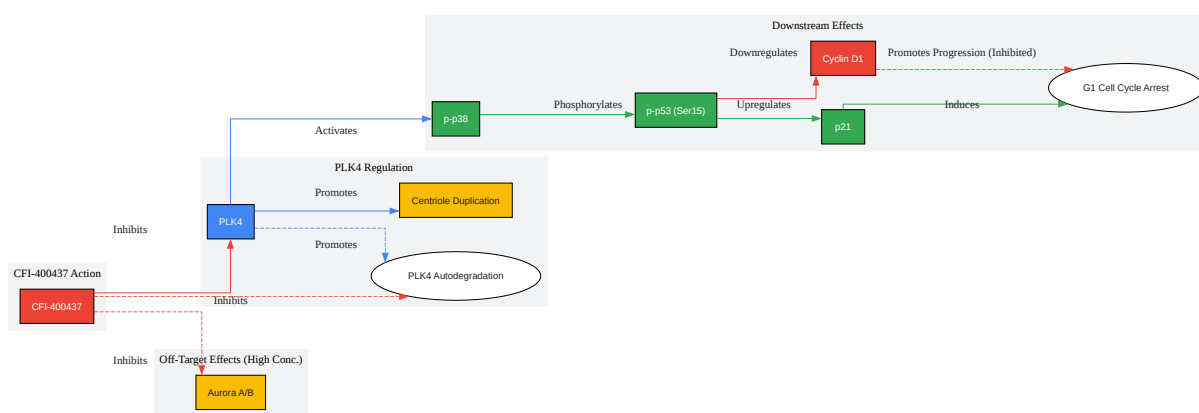 Downstream Effects
Downregulates
Cyclin D1
Promotes Progression (Inhibited)
G1 Cell Cycle Arrest
p-p38
Phosphorylates
p-p53 (Ser15)
Upregulates
p21
Induces
Activates
PLK4 Regulation
Promotes
Centriole Duplication
PLK4
Inhibits
Promotes
PLK4 Autodegradation
CFI-400437 Action
CFI-400437
Inhibits
Inhibits
Off-Target Effects (High Conc.)
Aurora A/B